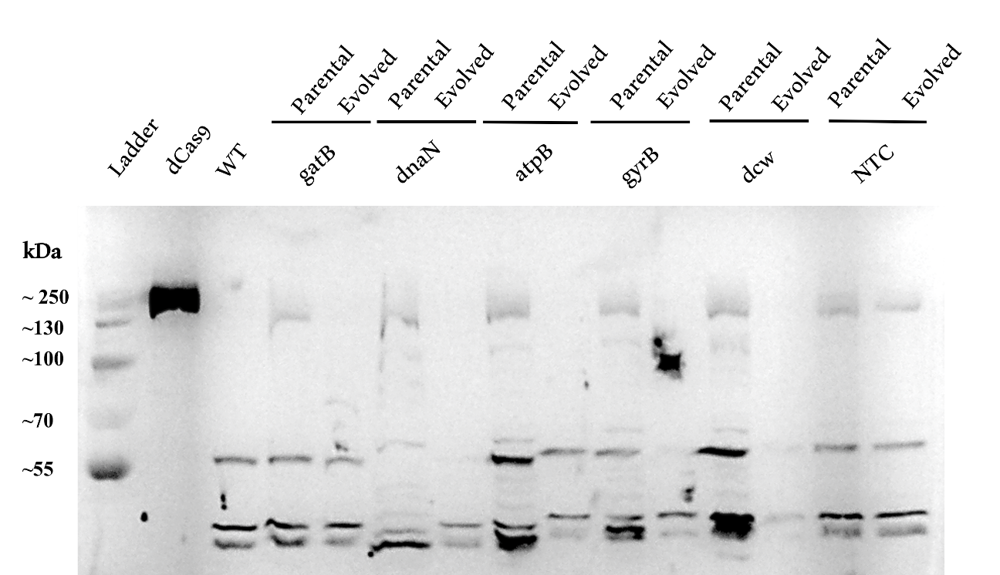 Parental Evolved Parental Evolved Parental Evolved Parental Evolved Parental Evolved Parental Evolved
Ladder dCas9 WT gatB dnaN atpB gyrB dcw NTC
kDa
~ 250
~130
~100
~70
~55